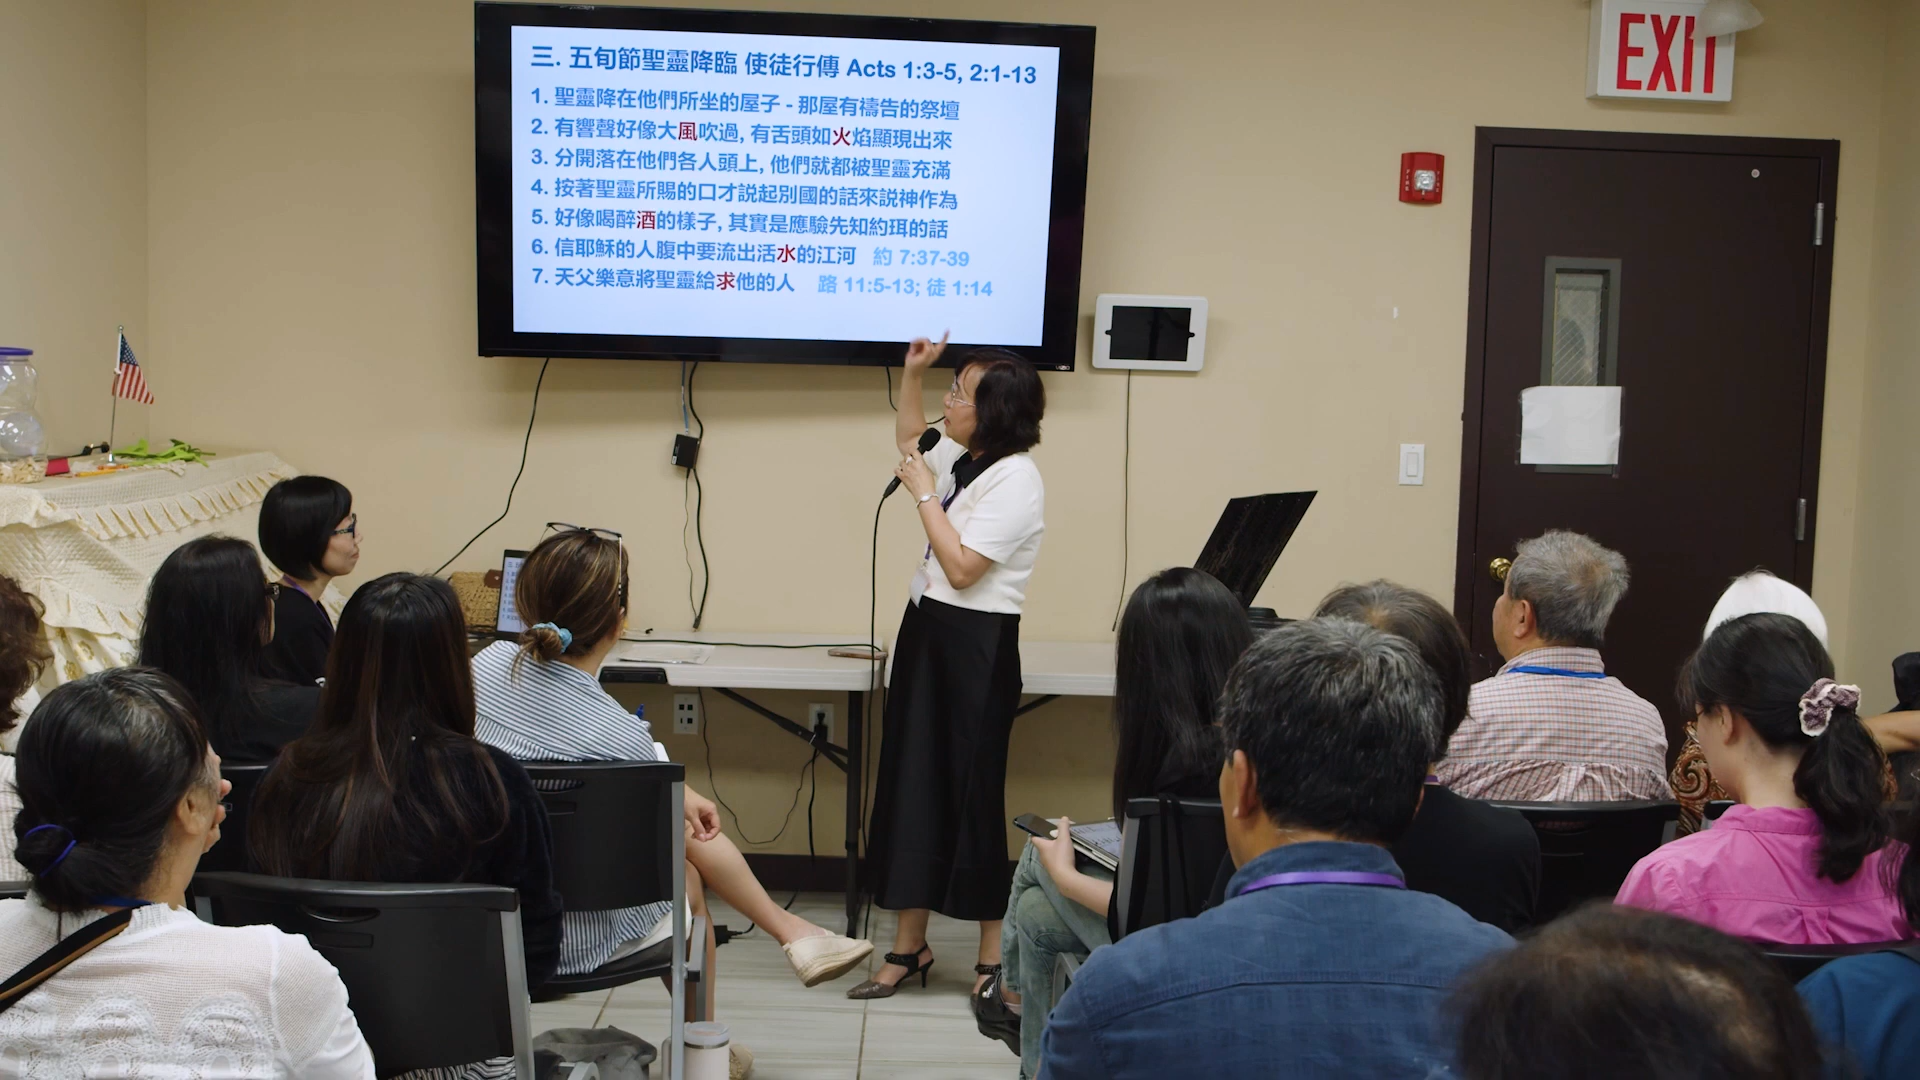 三. 五旬節聖靈降臨 使徒行傳 Acts 1:3-5, 2:1-13
1. 聖靈降在他們所坐的屋子 - 那屋有禱告的祭壇
2. 有響聲好像大風吹過, 有舌頭如火焰顯現出來
3. 分開落在他們各人頭上, 他們就都被聖靈充滿
4. 按著聖靈所賜的口才説起別國的話來説神作為
5. 好像喝醉酒的樣子, 其實是應驗先知約珥的話
6. 信耶穌的人腹中要流出活水的江河 約 7:37-39
7. 天父樂意將聖靈給求他的人 路 11:5-13; 徒 1:14
EXIT
FIRE